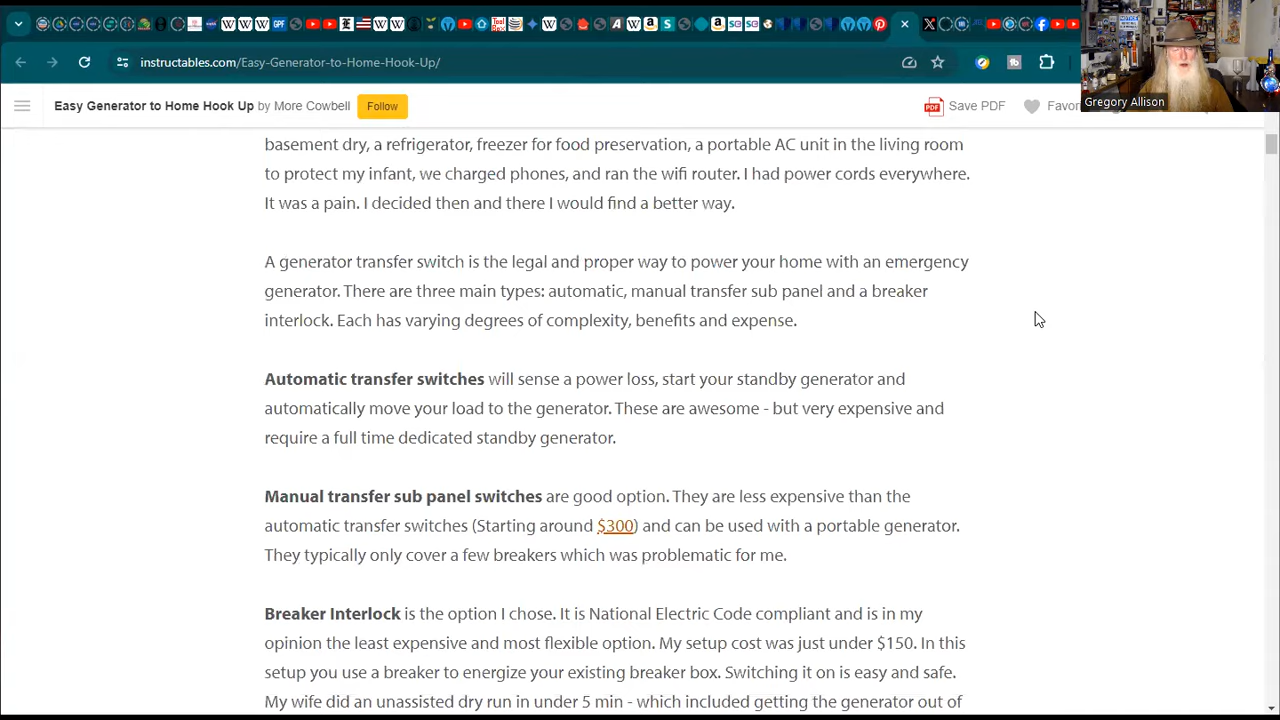 instructables.com/Easy-Generator-to-Home-Hook-Up/
Gregory Allison
Easy Generator to Home Hook Up by More Cowbell Follow
Save PDF
basement dry, a refrigerator, freezer for food preservation, a portable AC unit in the living room
to protect my infant, we charged phones, and ran the wifi router. I had power cords everywhere.
It was a pain. I decided then and there I would find a better way.
A generator transfer switch is the legal and proper way to power your home with an emergency
generator. There are three main types: automatic, manual transfer sub panel and a breaker
interlock. Each has varying degrees of complexity, benefits and expense.
Automatic transfer switches will sense a power loss, start your standby generator and
automatically move your load to the generator. These are awesome - but very expensive and
require a full time dedicated standby generator.
Manual transfer sub panel switches are good option. They are less expensive than the
automatic transfer switches (Starting around $300) and can be used with a portable generator.
They typically only cover a few breakers which was problematic for me.
Breaker Interlock is the option I chose. It is National Electric Code compliant and is in my
opinion the least expensive and most flexible option. My setup cost was just under $150. In this
setup you use a breaker to energize your existing breaker box. Switching it on is easy and safe.
My wife did an unassisted dry run in under 5 min - which included getting the generator out of